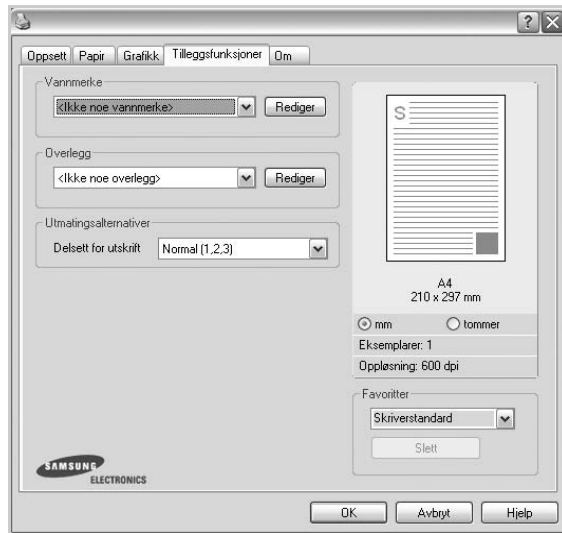 Oppsett Papir Grafikk Tilleggsfunksjoner Om
Vannmerke
<Ikke noe vannmerke> Rediger
Overlegg
<Ikke noe overlegg> Rediger
Utmatingsalternativer
Delsett for utskrift Normal (1,2,3)
S
A4
210 x 297 mm
mm tommer
Eksemplarer: 1
Oppløsning: 600 dpi
Favoritter
Skriverstandard
Slett
SAMSUNG
ELECTRONICS
OK Avbryt Hjelp